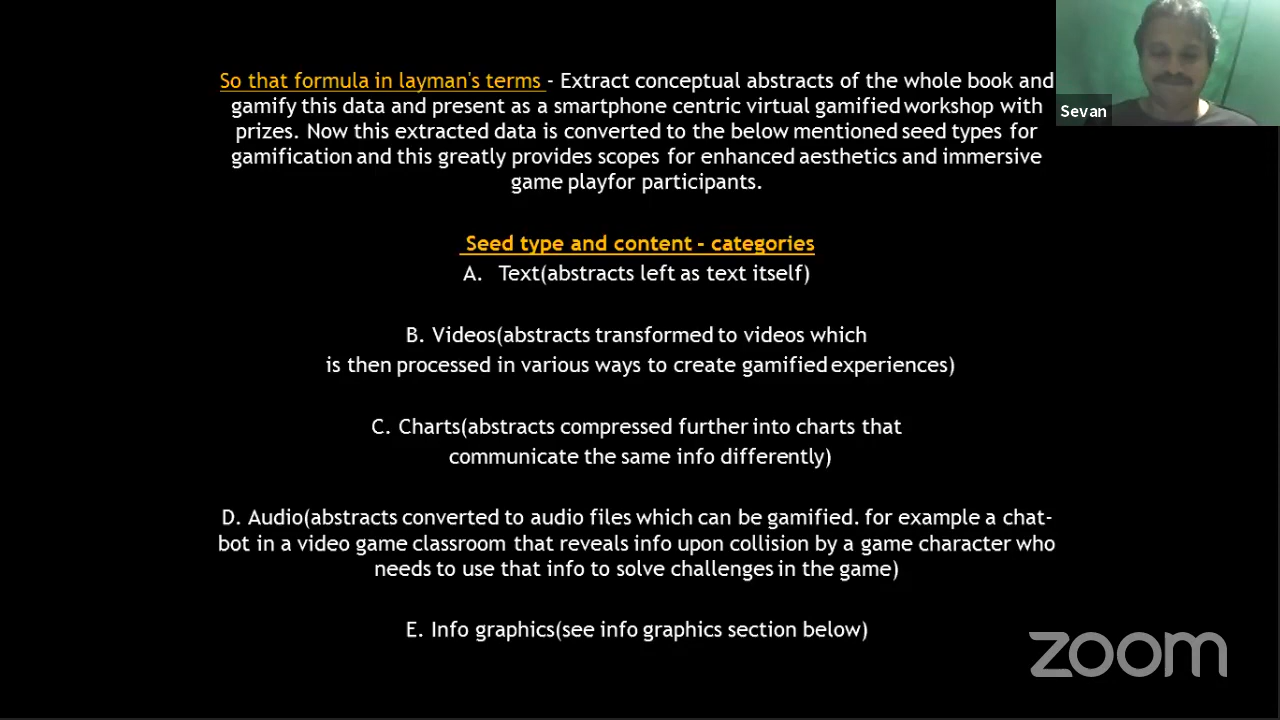 So that formula in layman's terms - Extract conceptual abstracts of the whole book and
gamify this data and present as a smartphone centric virtual gamified workshop with
prizes. Now this extracted data is converted to the below mentioned seed types for
gamification and this greatly provides scopes for enhanced aesthetics and immersive
game playfor participants.
Seed type and content - categories
A. Text(abstracts left as text itself)
B. Videos(abstracts transformed to videos which
is then processed in various ways to create gamified experiences)
C. Charts(abstracts compressed further into charts that
communicate the same info differently)
D. Audio(abstracts converted to audio files which can be gamified. for example a chat-
bot in a video game classroom that reveals info upon collision by a game character who
needs to use that info to solve challenges in the game)
E. Info graphics(see info graphics section below)
Sevan
zoom